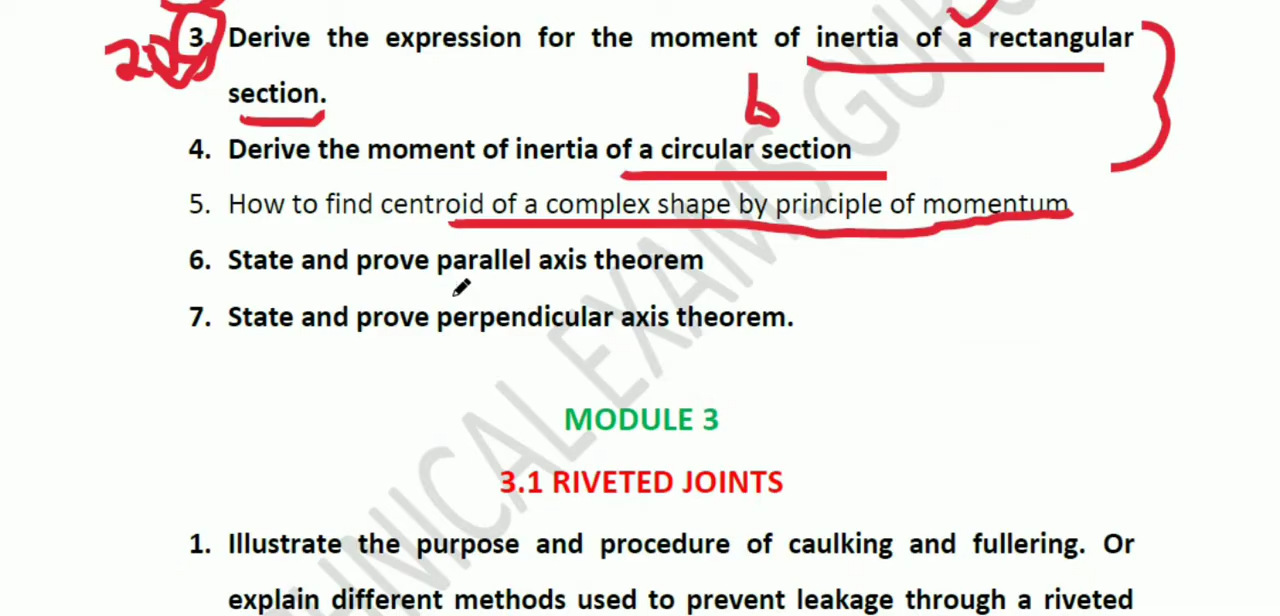 3. Derive the expression for the moment of inertia of a rectangular
section.
b
4. Derive the moment of inertia of a circular section
5. How to find centroid of a complex shape by principle of momentum
6. State and prove parallel axis theorem
7. State and prove perpendicular axis theorem.
MODULE 3
3.1 RIVETED JOINTS
1. Illustrate the purpose and procedure of caulking and fullering. Or
explain different methods used to prevent leakage through a riveted
HNICAL EXAMS GURU